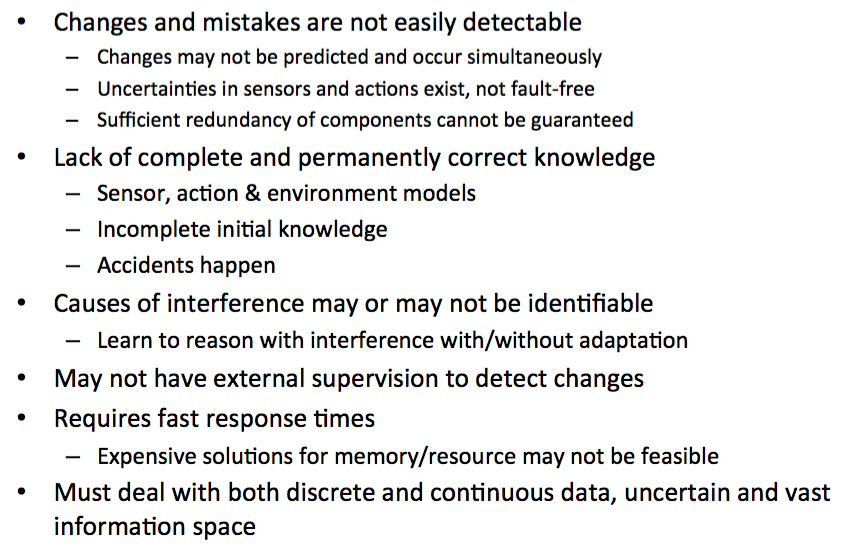 • Changes and mistakes are not easily detectable
– Changes may not be predicted and occur simultaneously
– Uncertainties in sensors and actions exist, not fault-free
– Sufficient redundancy of components cannot be guaranteed
• Lack of complete and permanently correct knowledge
– Sensor, action & environment models
– Incomplete initial knowledge
– Accidents happen
• Causes of interference may or may not be identifiable
– Learn to reason with interference with/without adaptation
• May not have external supervision to detect changes
• Requires fast response times
– Expensive solutions for memory/resource may not be feasible
• Must deal with both discrete and continuous data, uncertain and vast
information space